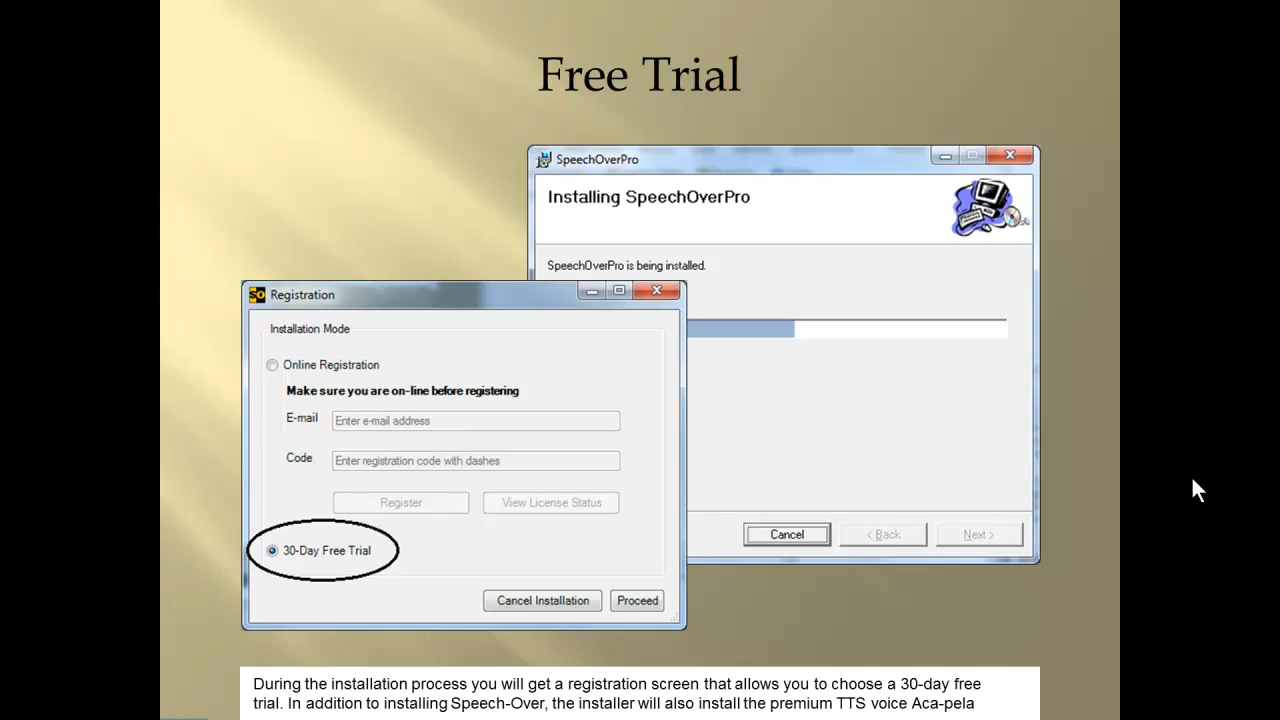 Free Trial
SpeechOverPro
Installing SpeechOverPro
SpeechOverPro is being installed.
SO Registration
Installation Mode
Online Registration
Make sure you are on-line before registering
E-mail Enter e-mail address
Code Enter registration code with dashes
Register View License Status
30-Day Free Trial
Cancel Installation Proceed
Cancel < Back Next >
During the installation process you will get a registration screen that allows you to choose a 30-day free
trial. In addition to installing Speech-Over, the installer will also install the premium TTS voice Aca-pela